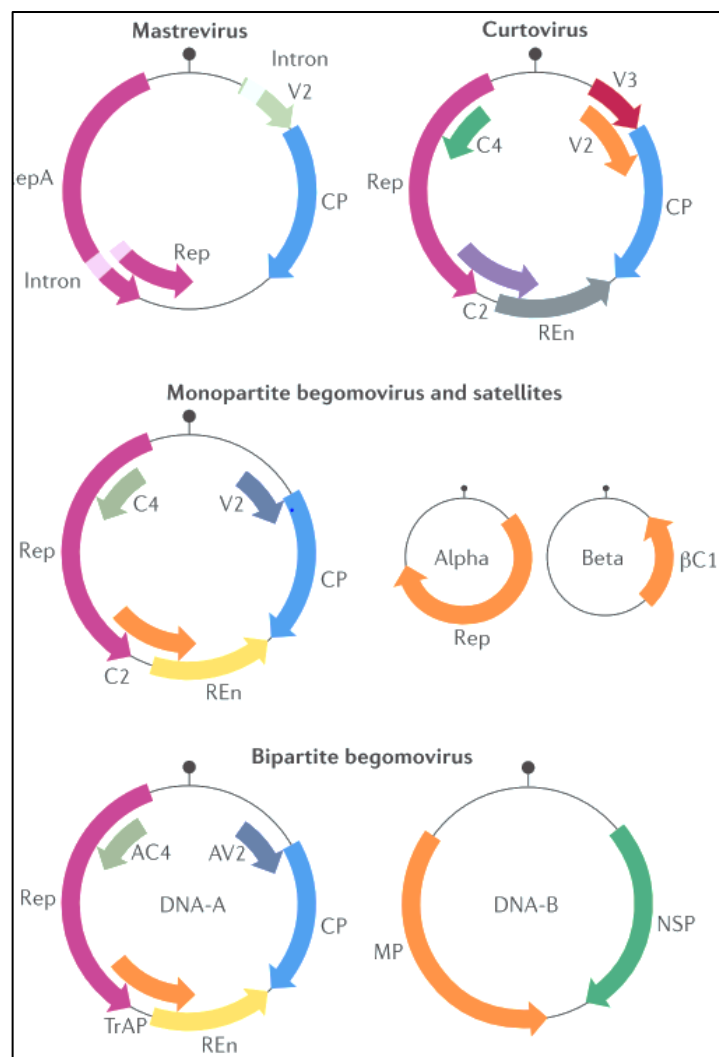 Mastrevirus
Intron
V2
epA
CP
Rep
Intron
Curtovirus
V3
C4
V2
Rep
CP
C2
REn
Monopartite begomovirus and satellites
C4
V2
Rep
CP
C2
REn
Alpha
Rep
Beta
βC1
Bipartite begomovirus
AC4
AV2
Rep
DNA-A
CP
TrAP
REn
DNA-B
MP
NSP